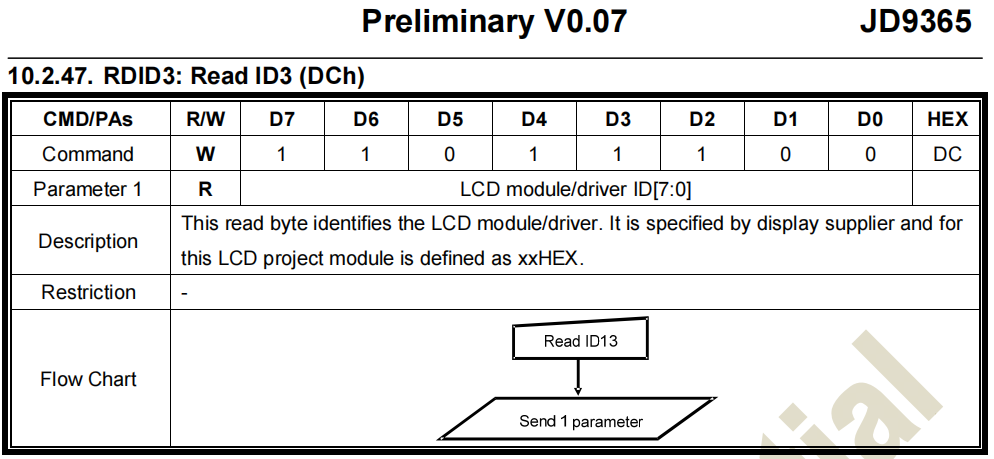 Preliminary V0.07 JD9365
10.2.47. RDID3: Read ID3 (DCh)
CMD/PAs R/W D7 D6 D5 D4 D3 D2 D1 D0 HEX
Command W 1 1 0 1 1 1 0 0 DC
Parameter 1 R LCD module/driver ID[7:0]
Description This read byte identifies the LCD module/driver. It is specified by display supplier and for
this LCD project module is defined as xxHEX.
Restriction -
Flow Chart
Read ID13
Send 1 parameter